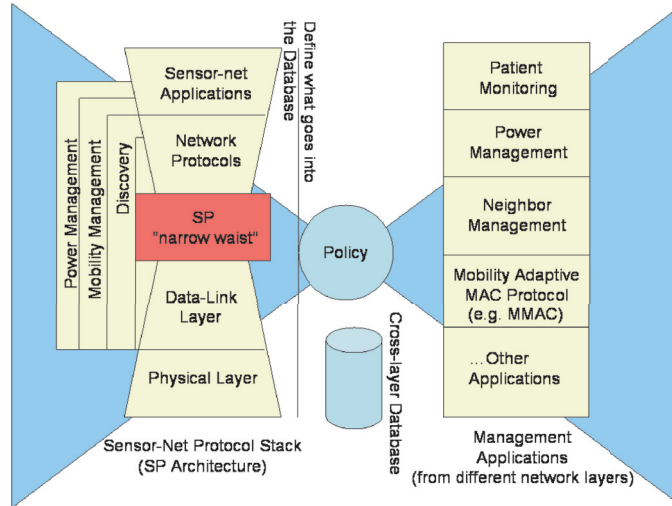 Sensor-net
Applications
Network
Protocols
SP
"narrow waist"
Data-Link
Layer
Physical Layer
Power Management
Mobility Management
Discovery
Sensor-Net Protocol Stack
(SP Architecture)
Define what goes into
the Database
Policy
Cross-layer Database
Patient
Monitoring
Power
Management
Neighbor
Management
Mobility Adaptive
MAC Protocol
(e.g. MMAC)
...Other
Applications
Management
Applications
(from different network layers)